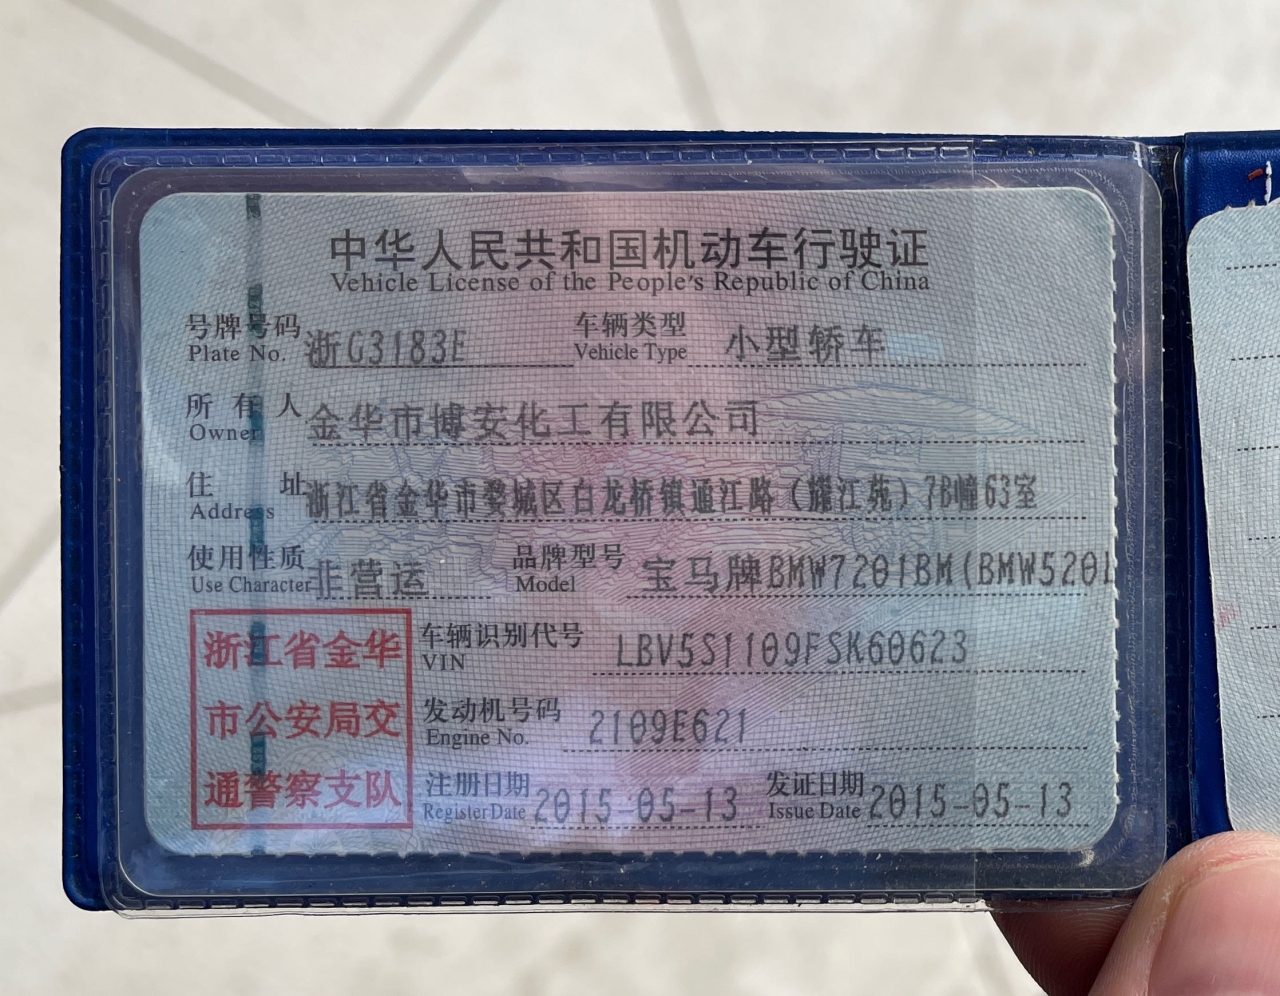 中华人民共和国机动车行驶证
Vehicle License of the People's Republic of China
号牌号码 浙G3183E 车辆类型 小型轿车
Plate No. Vehicle Type
所有人 金华市博安化工有限公司
Owner
住址 浙江省金华市婺城区白龙桥镇通江路（耀江苑）7B幢63室
Address
使用性质 非营运 品牌型号 宝马牌BMW7201BM(BMW520I
Use Character Model
浙江省金华
市公安局交
通警察支队
车辆识别代号 LBV5S1109FSK60623
VIN
发动机号码 2109E621
Engine No.
注册日期 2015-05-13 发证日期 2015-05-13
Register Date Issue Date